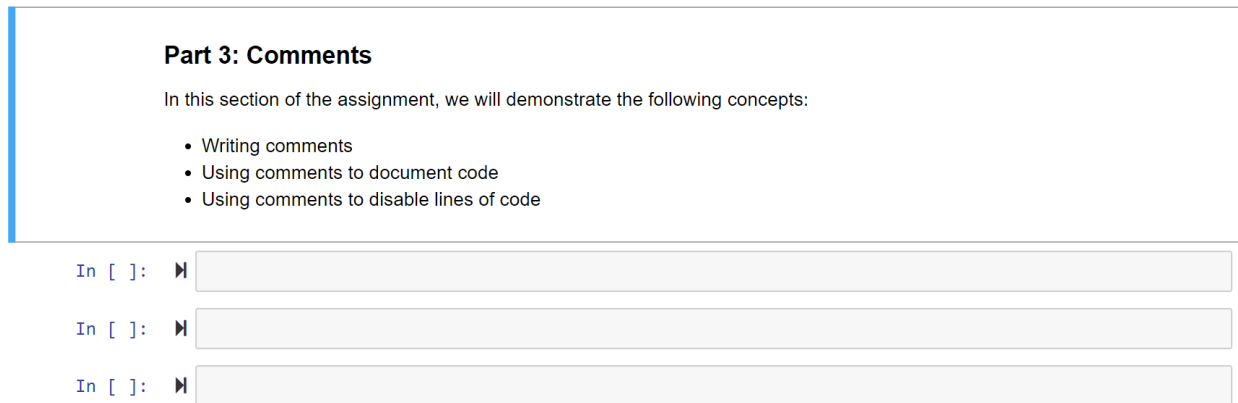 Part 3: Comments
In this section of the assignment, we will demonstrate the following concepts:
• Writing comments
• Using comments to document code
• Using comments to disable lines of code
In [ ]:
In [ ]:
In [ ]: